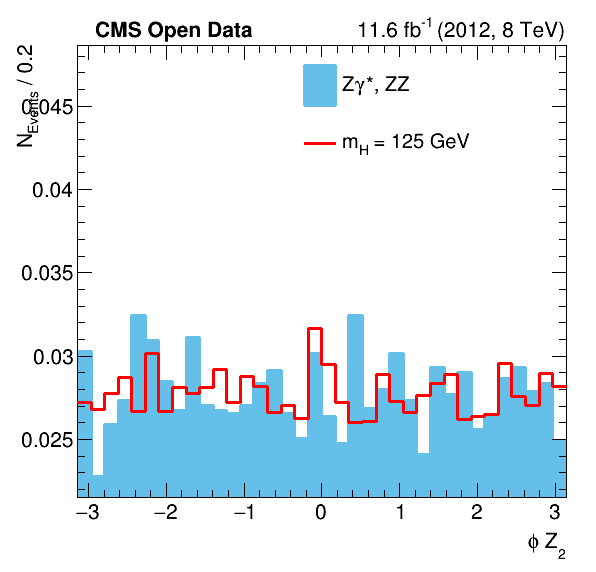 CMS Open Data 11.6 fb⁻¹ (2012, 8 TeV)
N_Events / 0.2
Zγ*, ZZ
m_H = 125 GeV
0.045
0.04
0.035
0.03
0.025
−3 −2 −1 0 1 2 3
ϕ Z₂